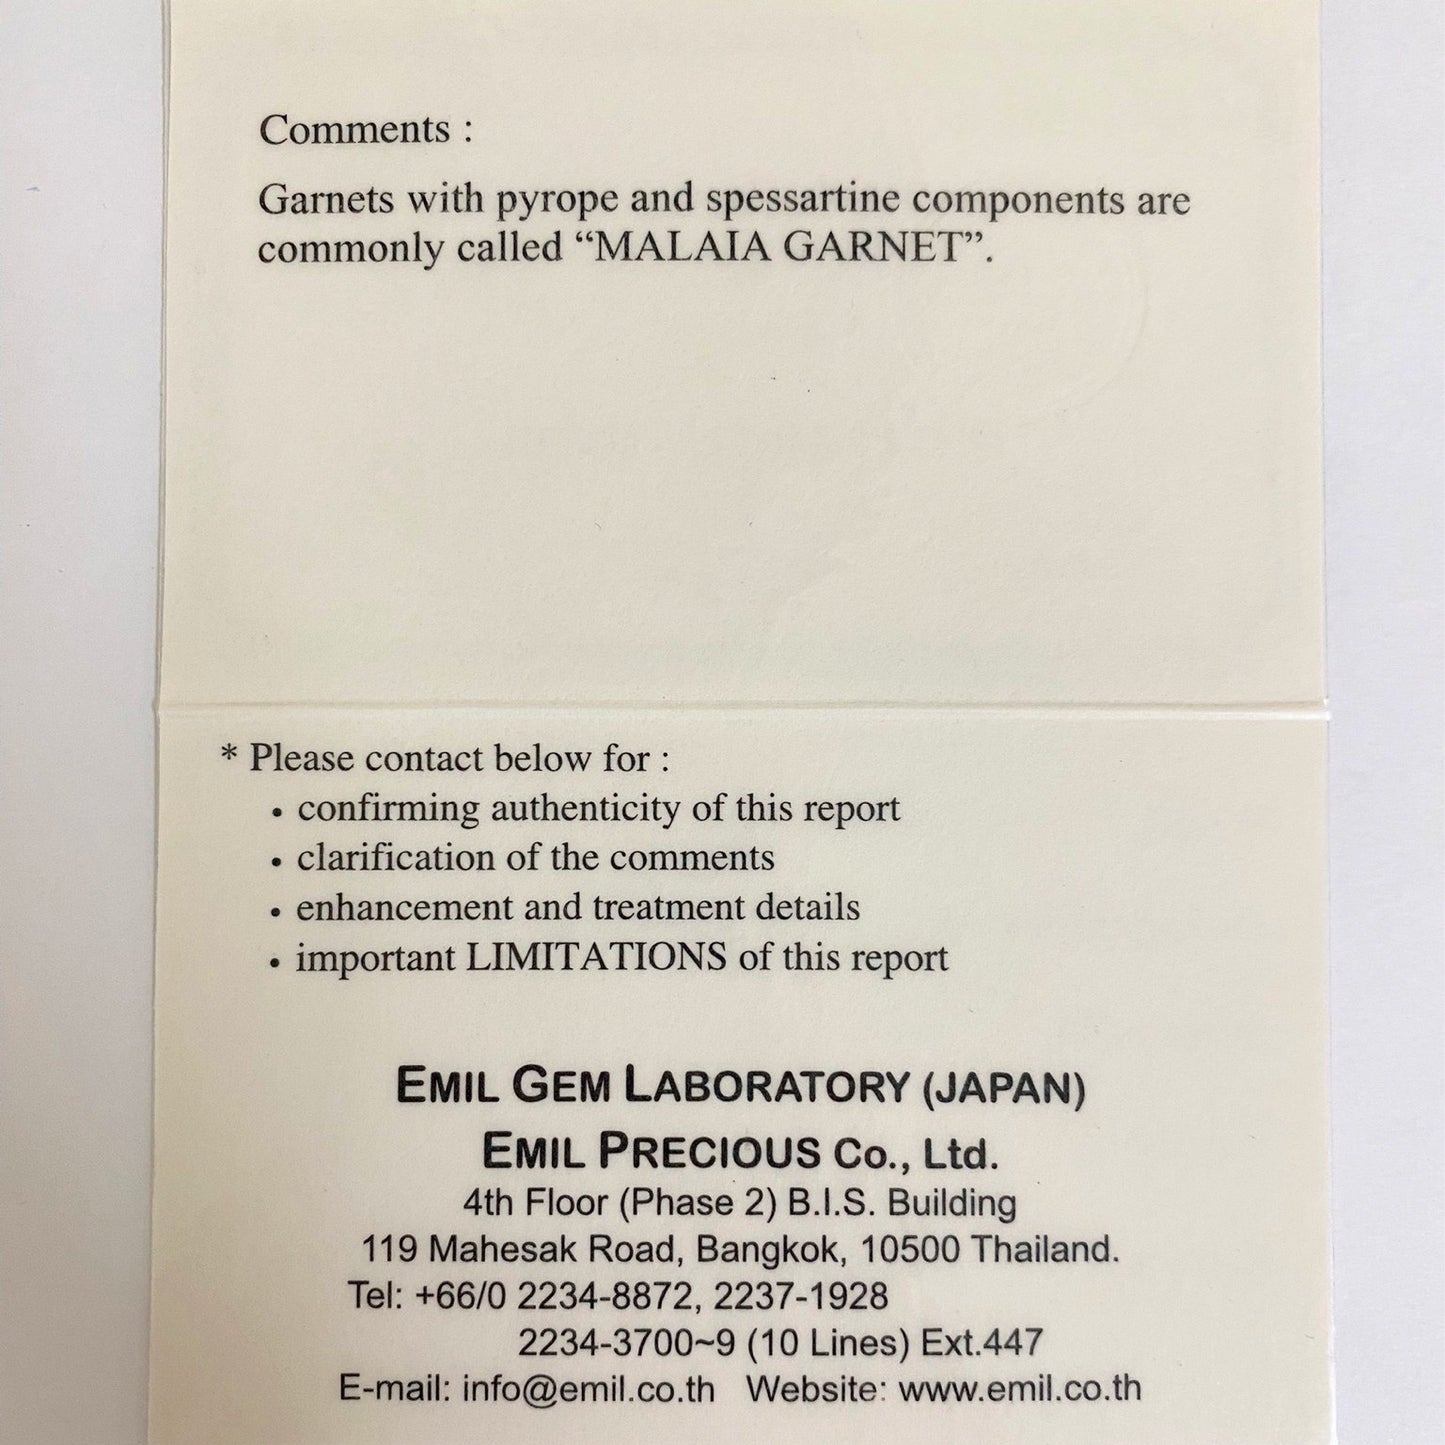 Comments :
Garnets with pyrope and spessartine components are
commonly called “MALAIA GARNET”.
* Please contact below for :
• confirming authenticity of this report
• clarification of the comments
• enhancement and treatment details
• important LIMITATIONS of this report
EMIL GEM LABORATORY (JAPAN)
EMIL PRECIOUS Co., Ltd.
4th Floor (Phase 2) B.I.S. Building
119 Mahesak Road, Bangkok, 10500 Thailand.
Tel: +66/0 2234-8872, 2237-1928
2234-3700~9 (10 Lines) Ext.447
E-mail: info@emil.co.th Website: www.emil.co.th